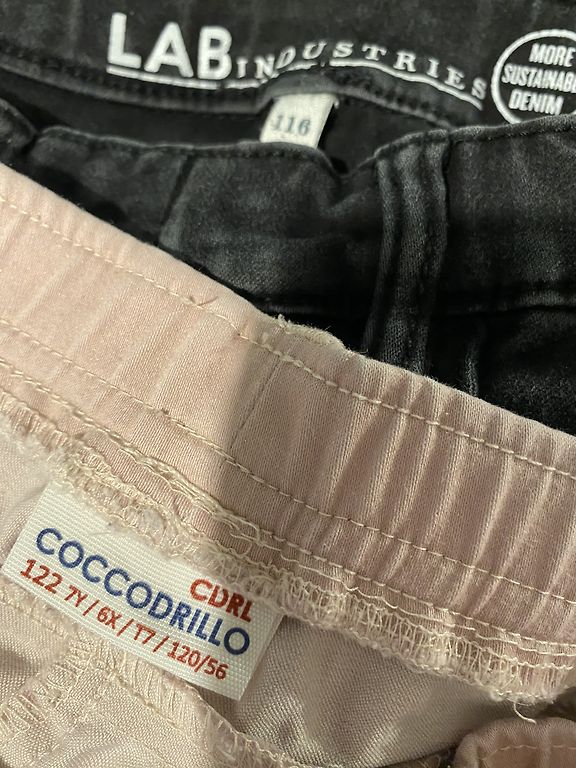 LAB INDUSTRIES
MORE
SUSTAINABLE
DENIM
116
CDRL
COCCODRILLO
122 7Y / 6X / T7 / 120/56